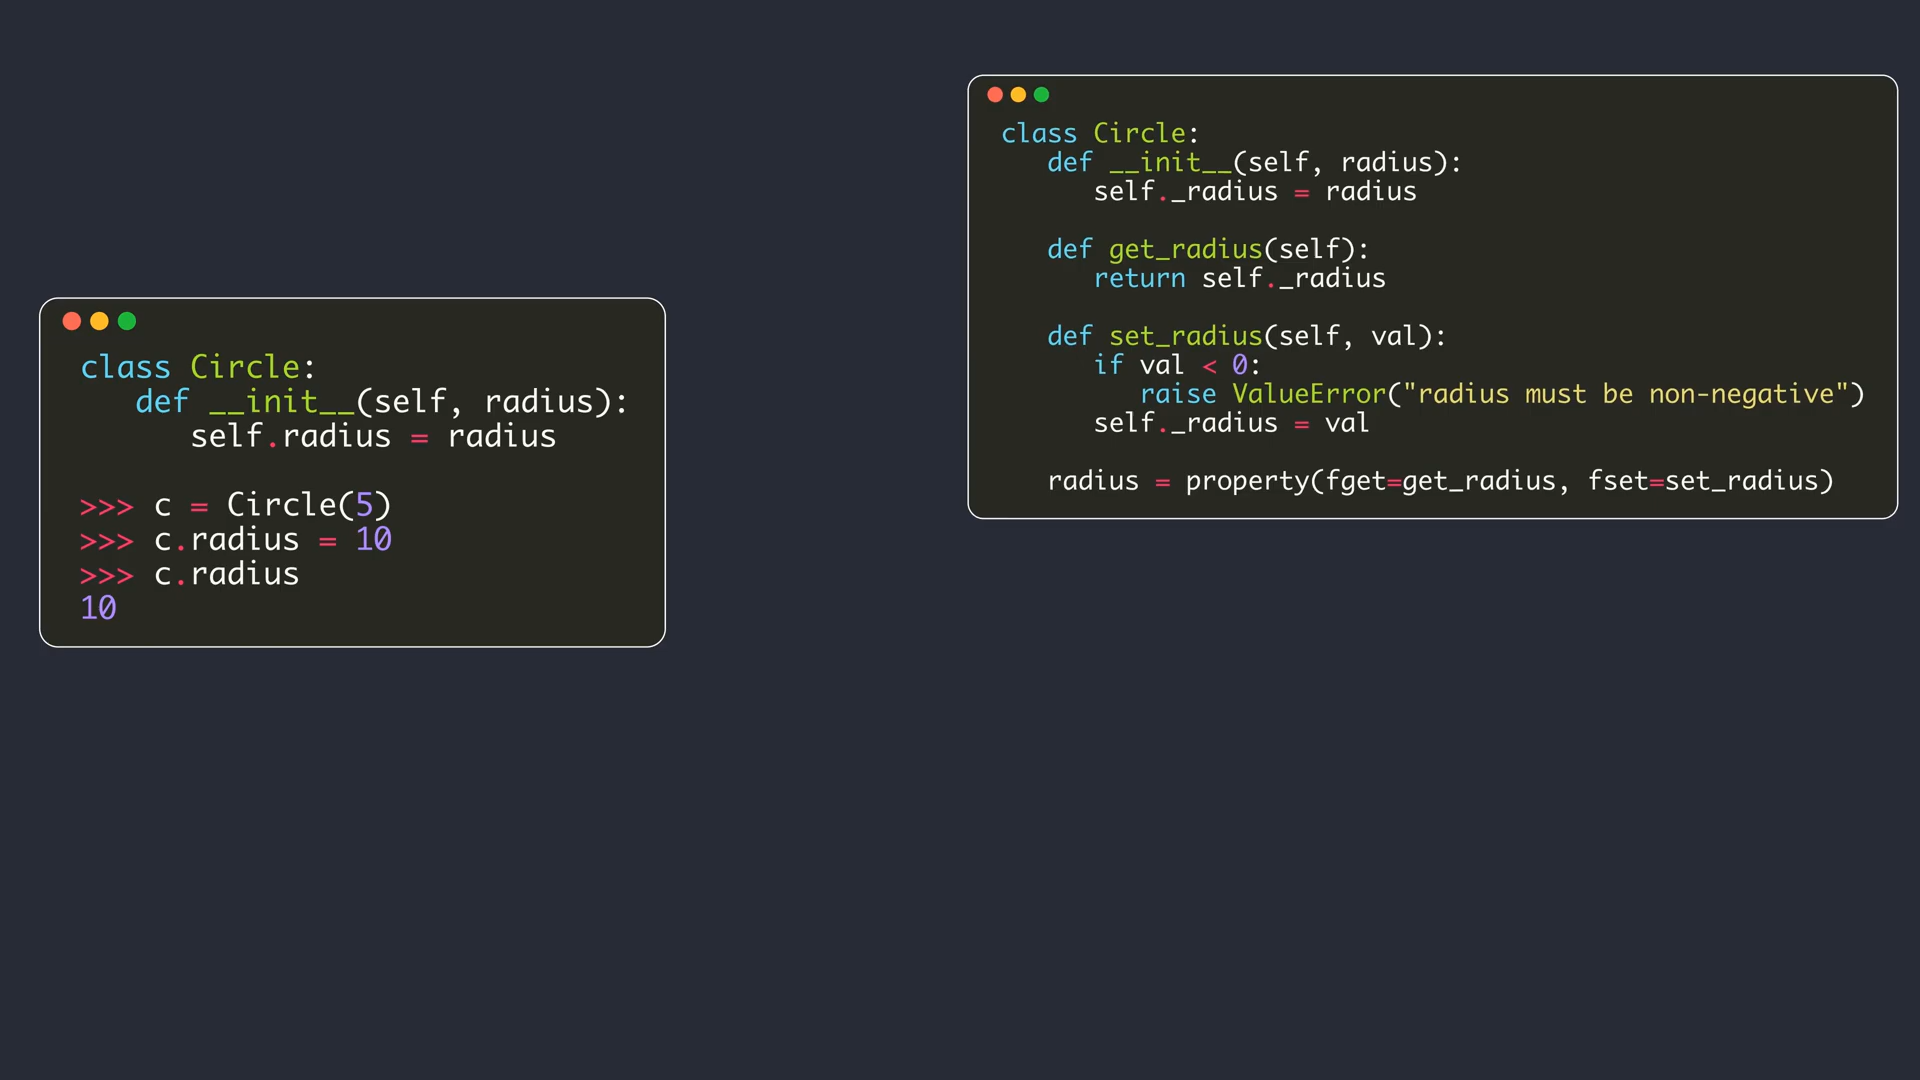 class Circle:
   def __init__(self, radius):
      self.radius = radius

>>> c = Circle(5)
>>> c.radius = 10
>>> c.radius
10

class Circle:
   def __init__(self, radius):
      self._radius = radius

   def get_radius(self):
      return self._radius

   def set_radius(self, val):
      if val < 0:
         raise ValueError("radius must be non-negative")
      self._radius = val

   radius = property(fget=get_radius, fset=set_radius)